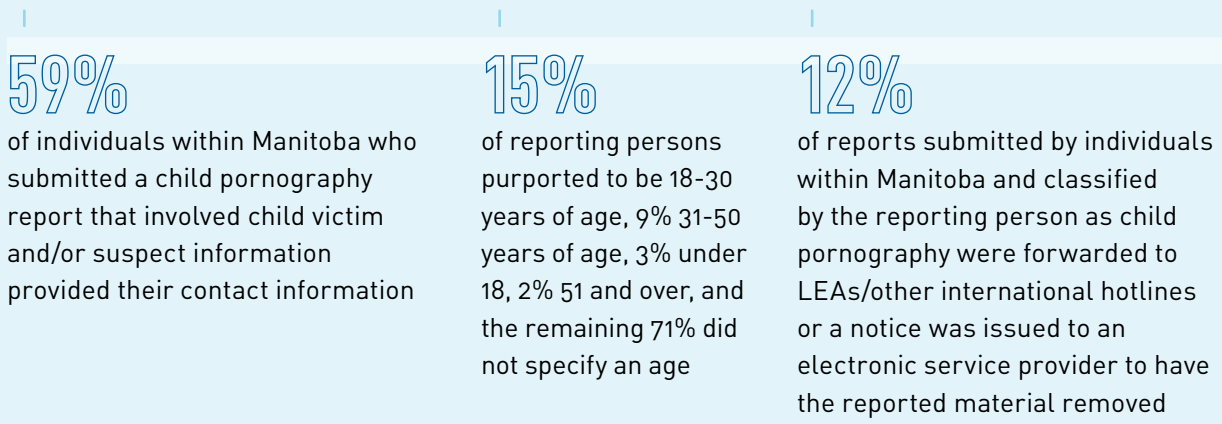 59%
of individuals within Manitoba who
submitted a child pornography
report that involved child victim
and/or suspect information
provided their contact information
15%
of reporting persons
purported to be 18-30
years of age, 9% 31-50
years of age, 3% under
18, 2% 51 and over, and
the remaining 71% did
not specify an age
12%
of reports submitted by individuals
within Manitoba and classified
by the reporting person as child
pornography were forwarded to
LEAs/other international hotlines
or a notice was issued to an
electronic service provider to have
the reported material removed